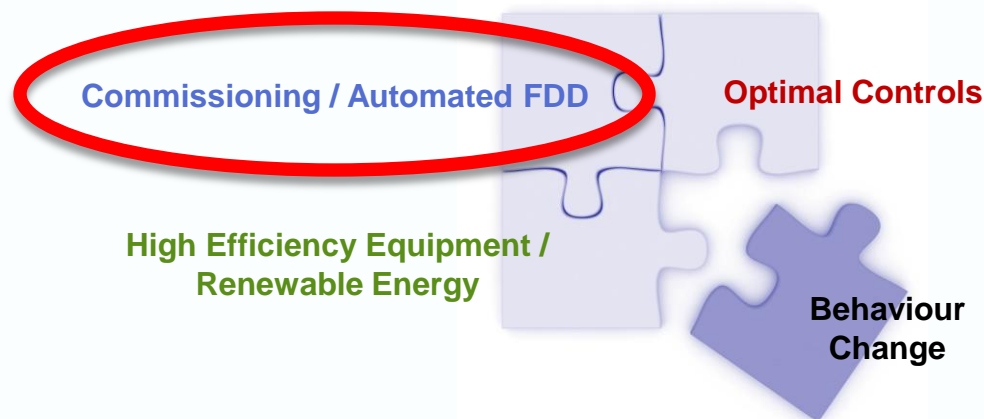 Commissioning / Automated FDD
Optimal Controls
High Efficiency Equipment /
Renewable Energy
Behaviour
Change